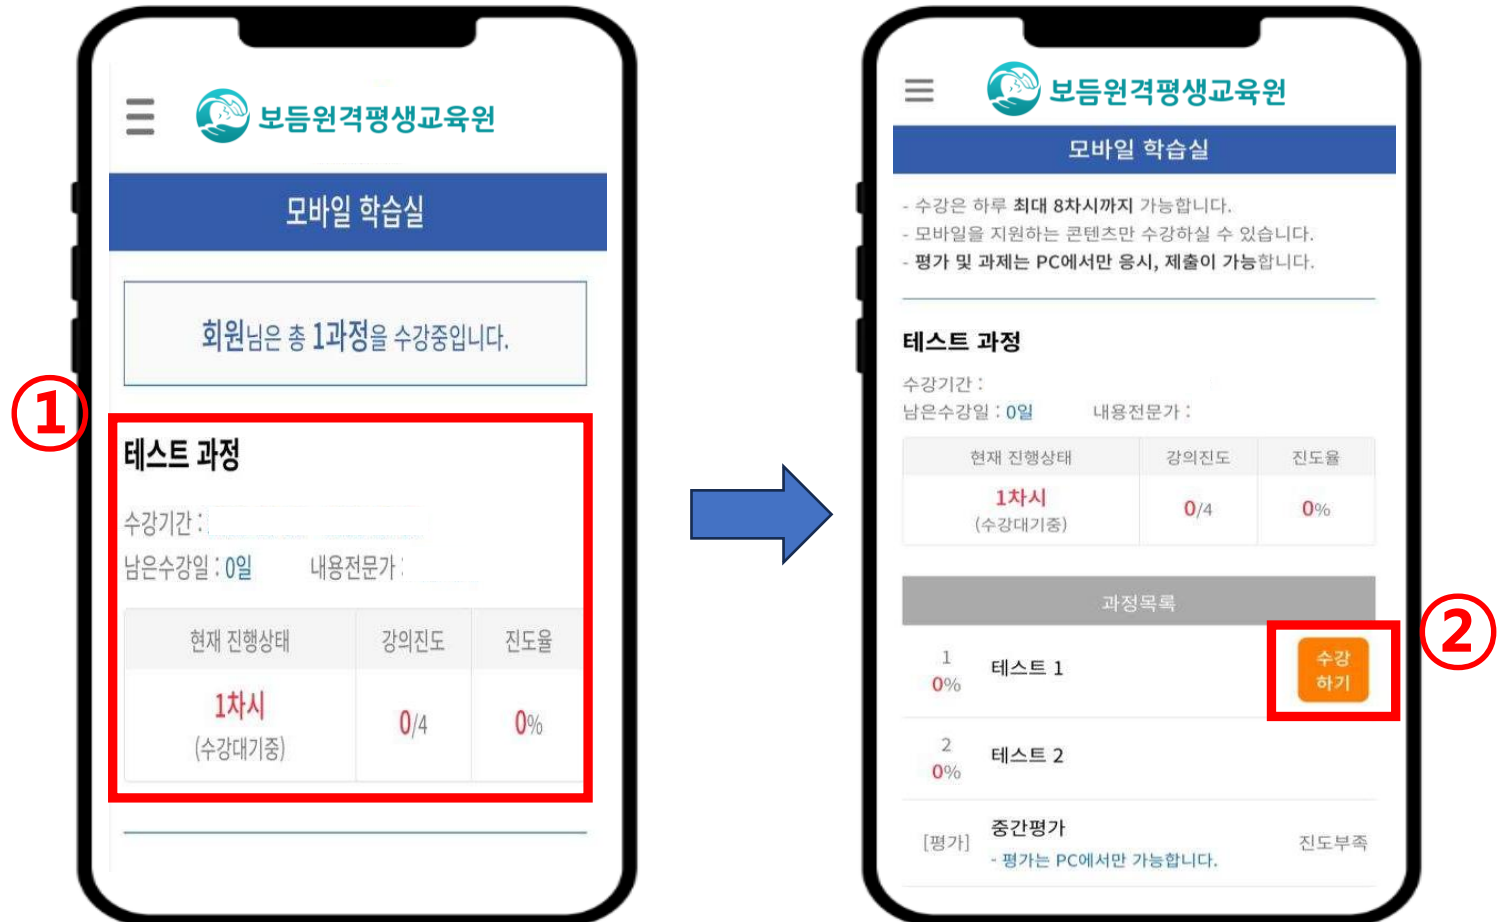 보듬원격평생교육원
모바일 학습실
회원님은 총 1과정을 수강중입니다.
①
테스트 과정
수강기간 :
남은수강일 : 0일 내용전문가 :
현재 진행상태 강의진도 진도율
1차시 0/4 0%
(수강대기중)
보듬원격평생교육원
모바일 학습실
- 수강은 하루 최대 8차시까지 가능합니다.
- 모바일을 지원하는 콘텐츠만 수강하실 수 있습니다.
- 평가 및 과제는 PC에서만 응시, 제출이 가능합니다.
테스트 과정
수강기간 :
남은수강일 : 0일 내용전문가 :
현재 진행상태 강의진도 진도율
1차시 0/4 0%
(수강대기중)
과정목록
②
1 테스트 1 수강
0% 하기
2 테스트 2
0%
[평가] 중간평가 진도부족
- 평가는 PC에서만 가능합니다.